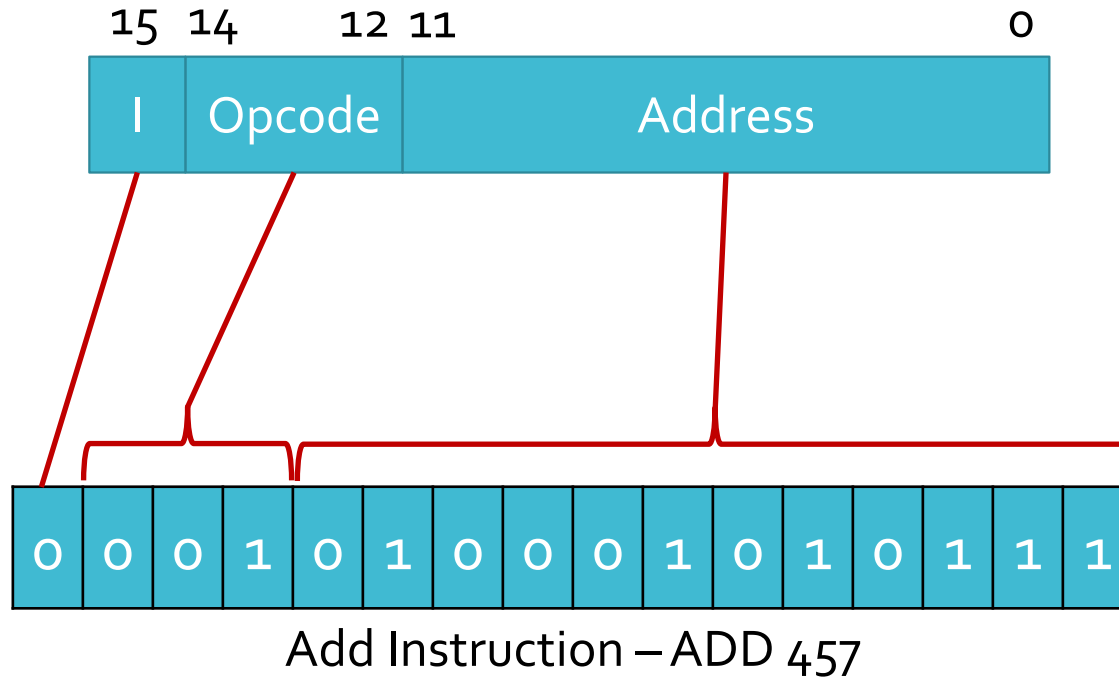 15 14 12 11 0
I Opcode Address
0 0 0 1 0 1 0 0 0 1 0 1 0 1 1 1
Add Instruction – ADD 457